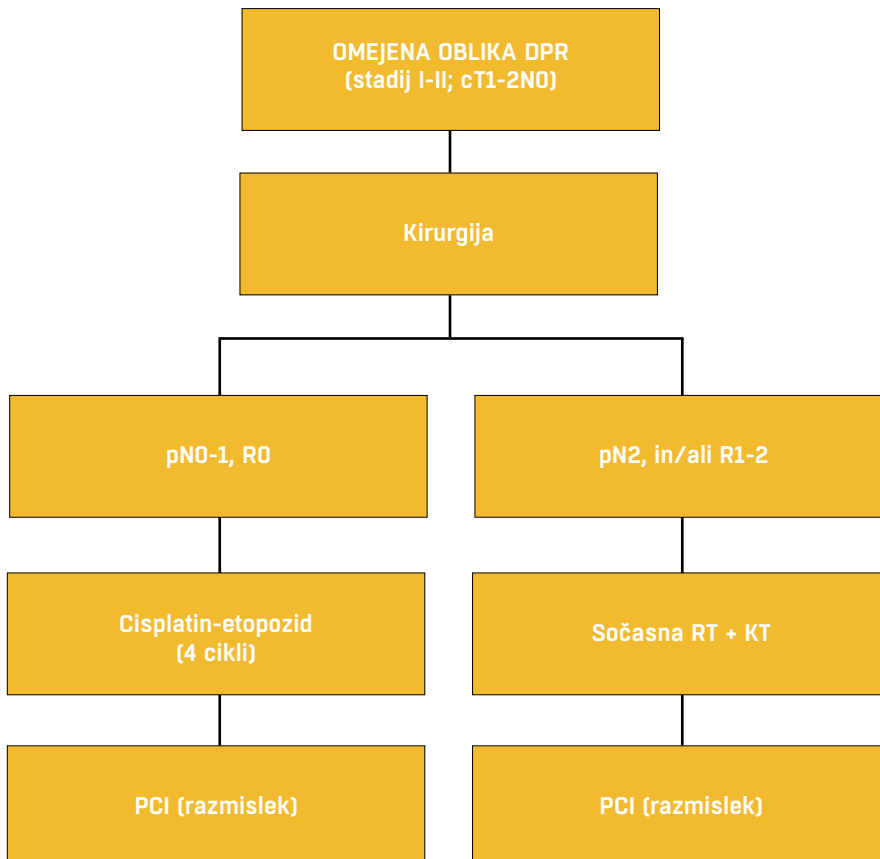 OMEJENA OBLIKA DPR
(stadij I-II; cT1-2N0)
Kirurgija
pN0-1, R0
pN2, in/ali R1-2
Cisplatin-etopozid
(4 cikli)
Sočasna RT + KT
PCI (razmislek)
PCI (razmislek)